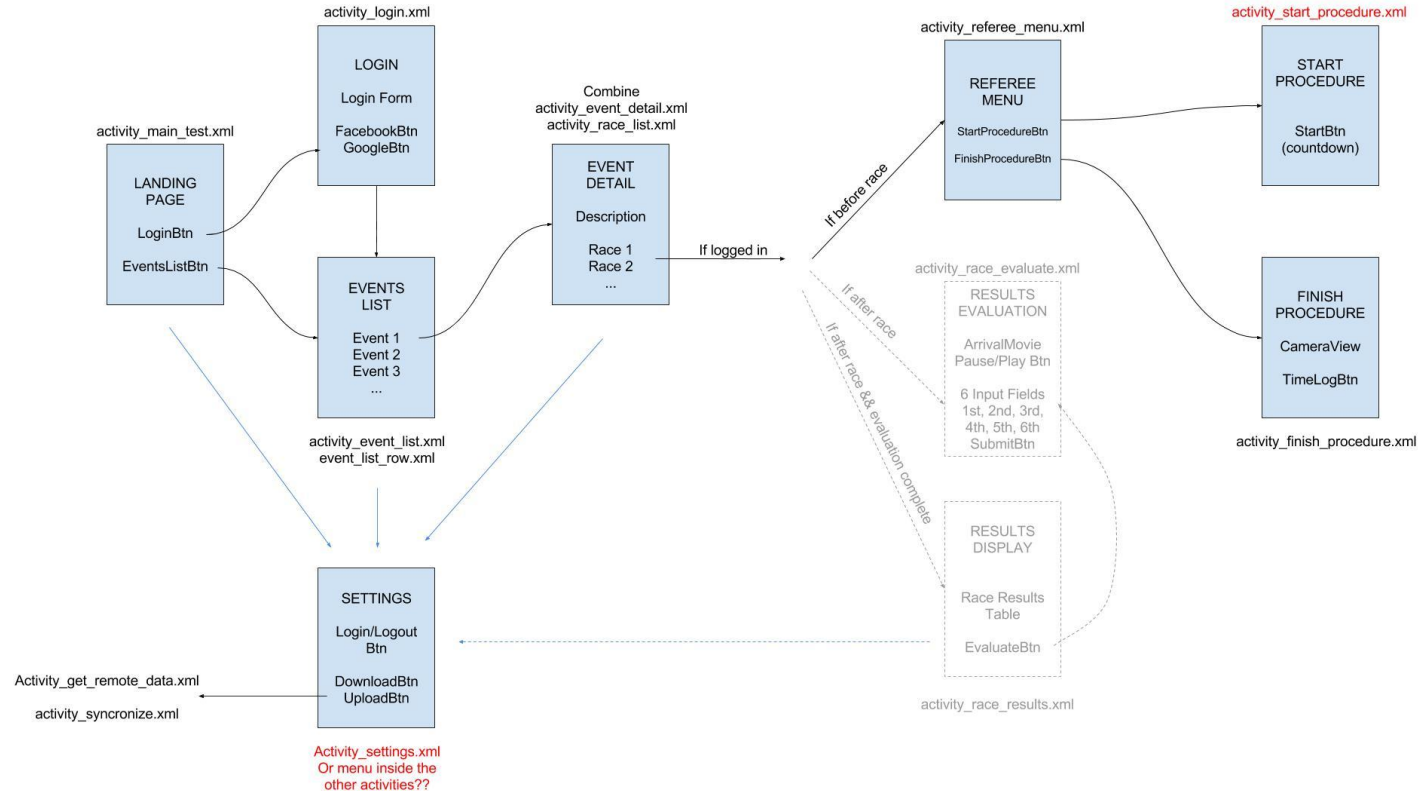 activity_main_test.xml
LANDING
PAGE
LoginBtn
EventsListBtn
activity_login.xml
LOGIN
Login Form
FacebookBtn
GoogleBtn
EVENTS
LIST
Event 1
Event 2
Event 3
...
activity_event_list.xml
event_list_row.xml
Combine
activity_event_detail.xml
activity_race_list.xml
EVENT
DETAIL
Description
Race 1
Race 2
...
If logged in
If before race
If after race
If after race && evaluation complete
activity_referee_menu.xml
REFEREE
MENU
StartProcedureBtn
FinishProcedureBtn
activity_start_procedure.xml
START
PROCEDURE
StartBtn
(countdown)
FINISH
PROCEDURE
CameraView
TimeLogBtn
activity_finish_procedure.xml
activity_race_evaluate.xml
RESULTS
EVALUATION
ArrivalMovie
Pause/Play Btn
6 Input Fields
1st, 2nd, 3rd,
4th, 5th, 6th
SubmitBtn
RESULTS
DISPLAY
Race Results
Table
EvaluateBtn
activity_race_results.xml
SETTINGS
Login/Logout
Btn
DownloadBtn
UploadBtn
Activity_get_remote_data.xml
activity_syncronize.xml
Activity_settings.xml
Or menu inside the
other activities??